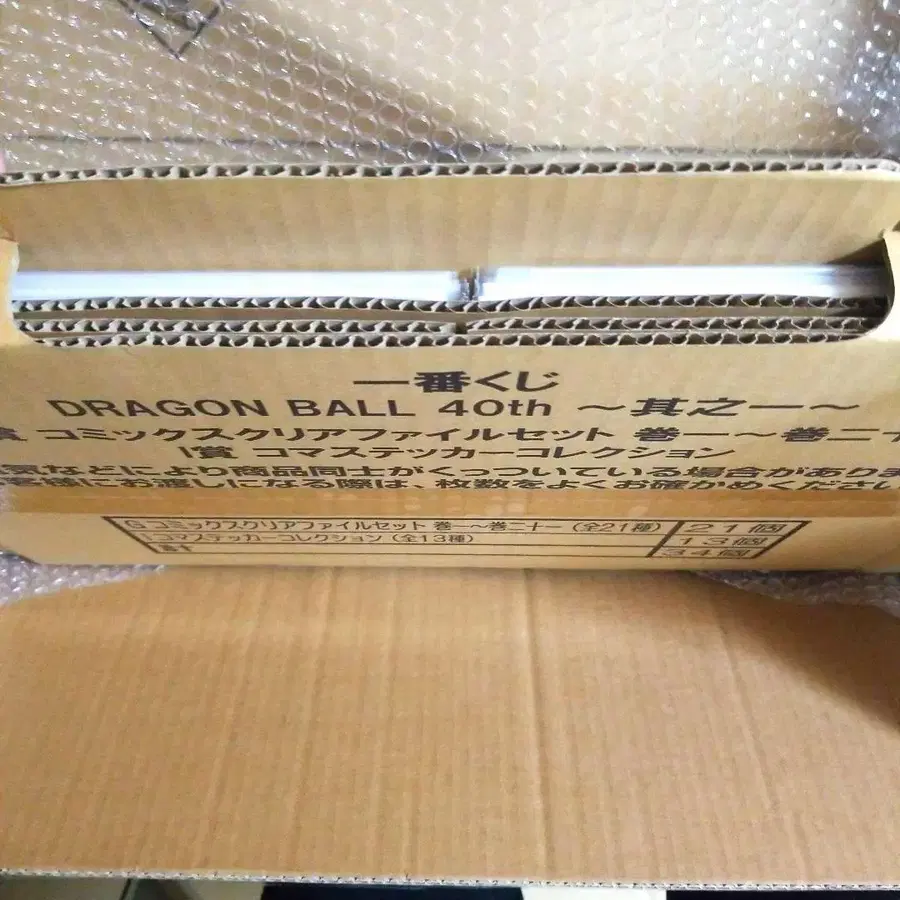 一番くじ
DRAGON BALL 40th ～其之一～
賞 コミックスクリアファイルセット 巻一～巻二十
I賞 コマステッカーコレクション
気などにより商品同士がくっついている場合がありま
客様にお渡しになる際は、枚数をよくお確かめくださ
G コミックスクリアファイルセット 巻一～巻二十一 (全21種) 21個
I コマステッカーコレクション (全13種) 13個
34個